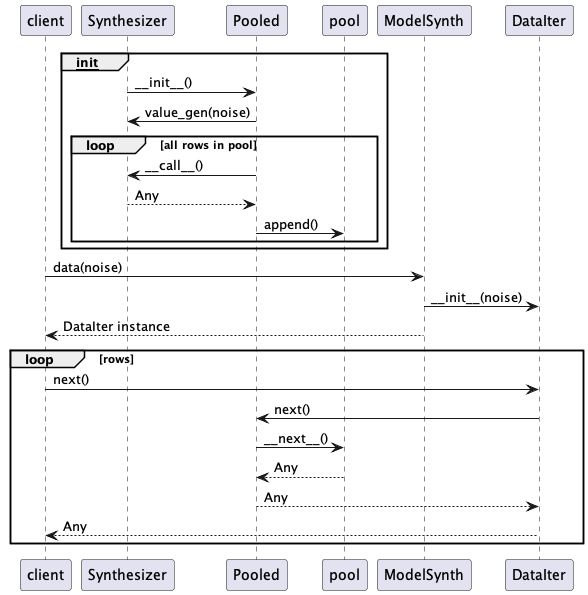 client Synthesizer Pooled pool ModelSynth DataIter
init
__init__()
value_gen(noise)
loop [all rows in pool]
__call__()
Any
append()
data(noise)
__init__(noise)
DataIter instance
loop [rows]
next()
next()
__next__()
Any
Any
Any
client Synthesizer Pooled pool ModelSynth DataIter